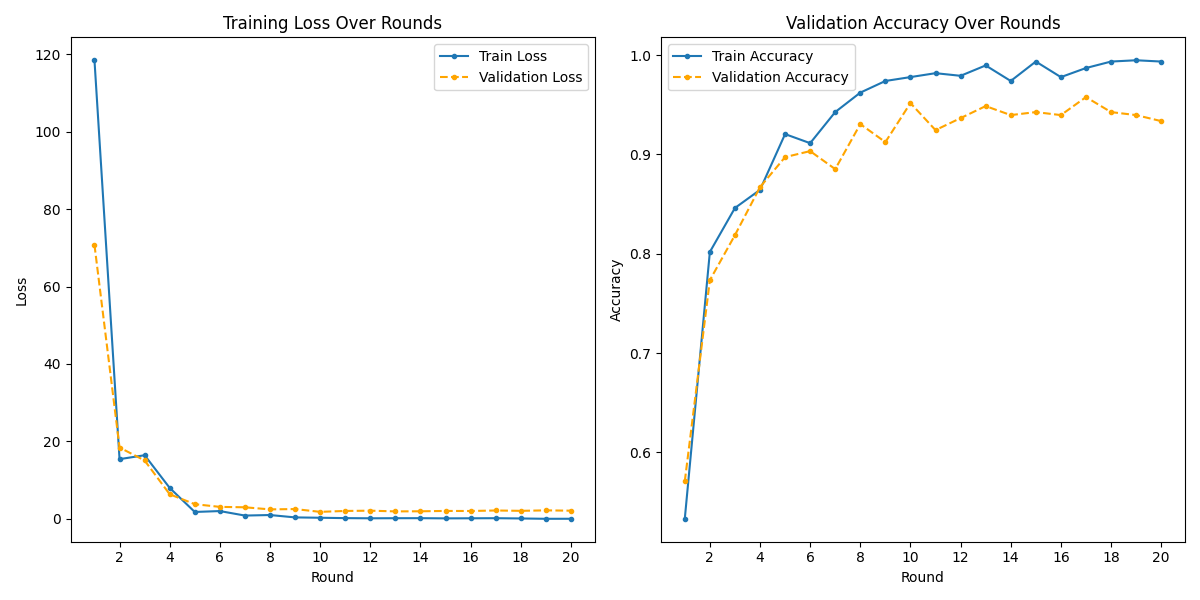 Training Loss Over Rounds
Train Loss
Validation Loss
120
100
80
60
40
20
0
Loss
2 4 6 8 10 12 14 16 18 20
Round
Validation Accuracy Over Rounds
Train Accuracy
Validation Accuracy
1.0
0.9
0.8
0.7
0.6
Accuracy
2 4 6 8 10 12 14 16 18 20
Round